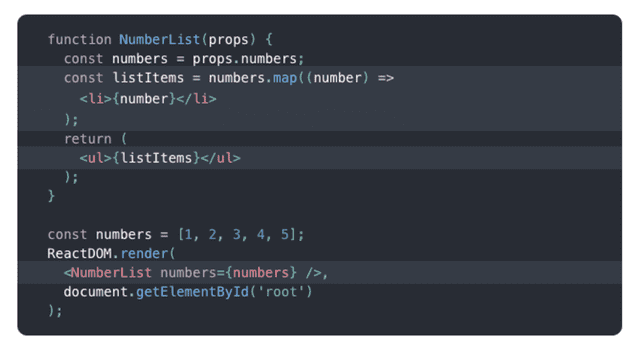 function NumberList(props) {
  const numbers = props.numbers;
  const listItems = numbers.map((number) =>
    <li>{number}</li>
  );
  return (
    <ul>{listItems}</ul>
  );
}

const numbers = [1, 2, 3, 4, 5];
ReactDOM.render(
  <NumberList numbers={numbers} />,
  document.getElementById('root')
);